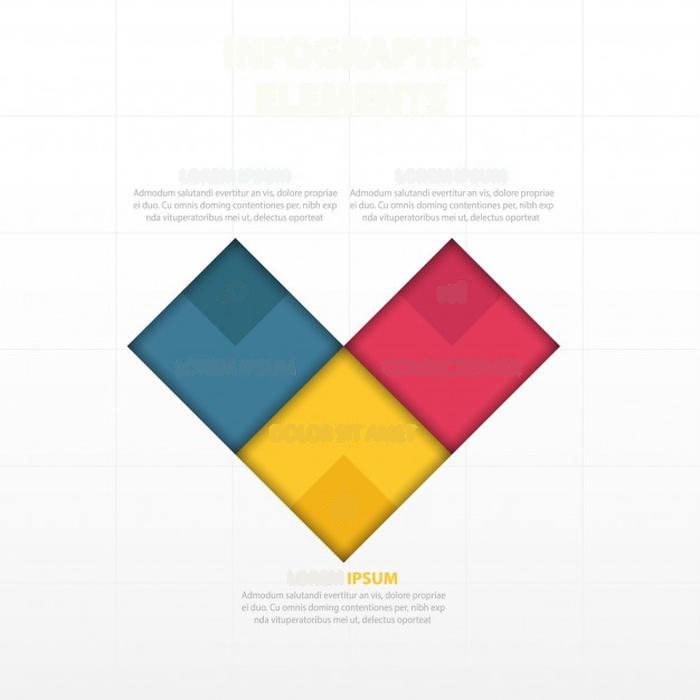 INFOGRAPHIC
ELEMENTS
LOREM IPSUM
Admodum salutandi evertitur an vis, dolore propriae
ei duo. Cu omnis doming contentiones per, nibh exp
nda vituperatoribus mei ut, delectus oporteat
LOREM IPSUM
Admodum salutandi evertitur an vis, dolore propriae
ei duo. Cu omnis doming contentiones per, nibh exp
nda vituperatoribus mei ut, delectus oporteat
LOREM IPSUM
DOLOR SIT AMET
LOREM IPSUM
Admodum salutandi evertitur an vis, dolore propriae
ei duo. Cu omnis doming contentiones per, nibh exp
nda vituperatoribus mei ut, delectus oporteat